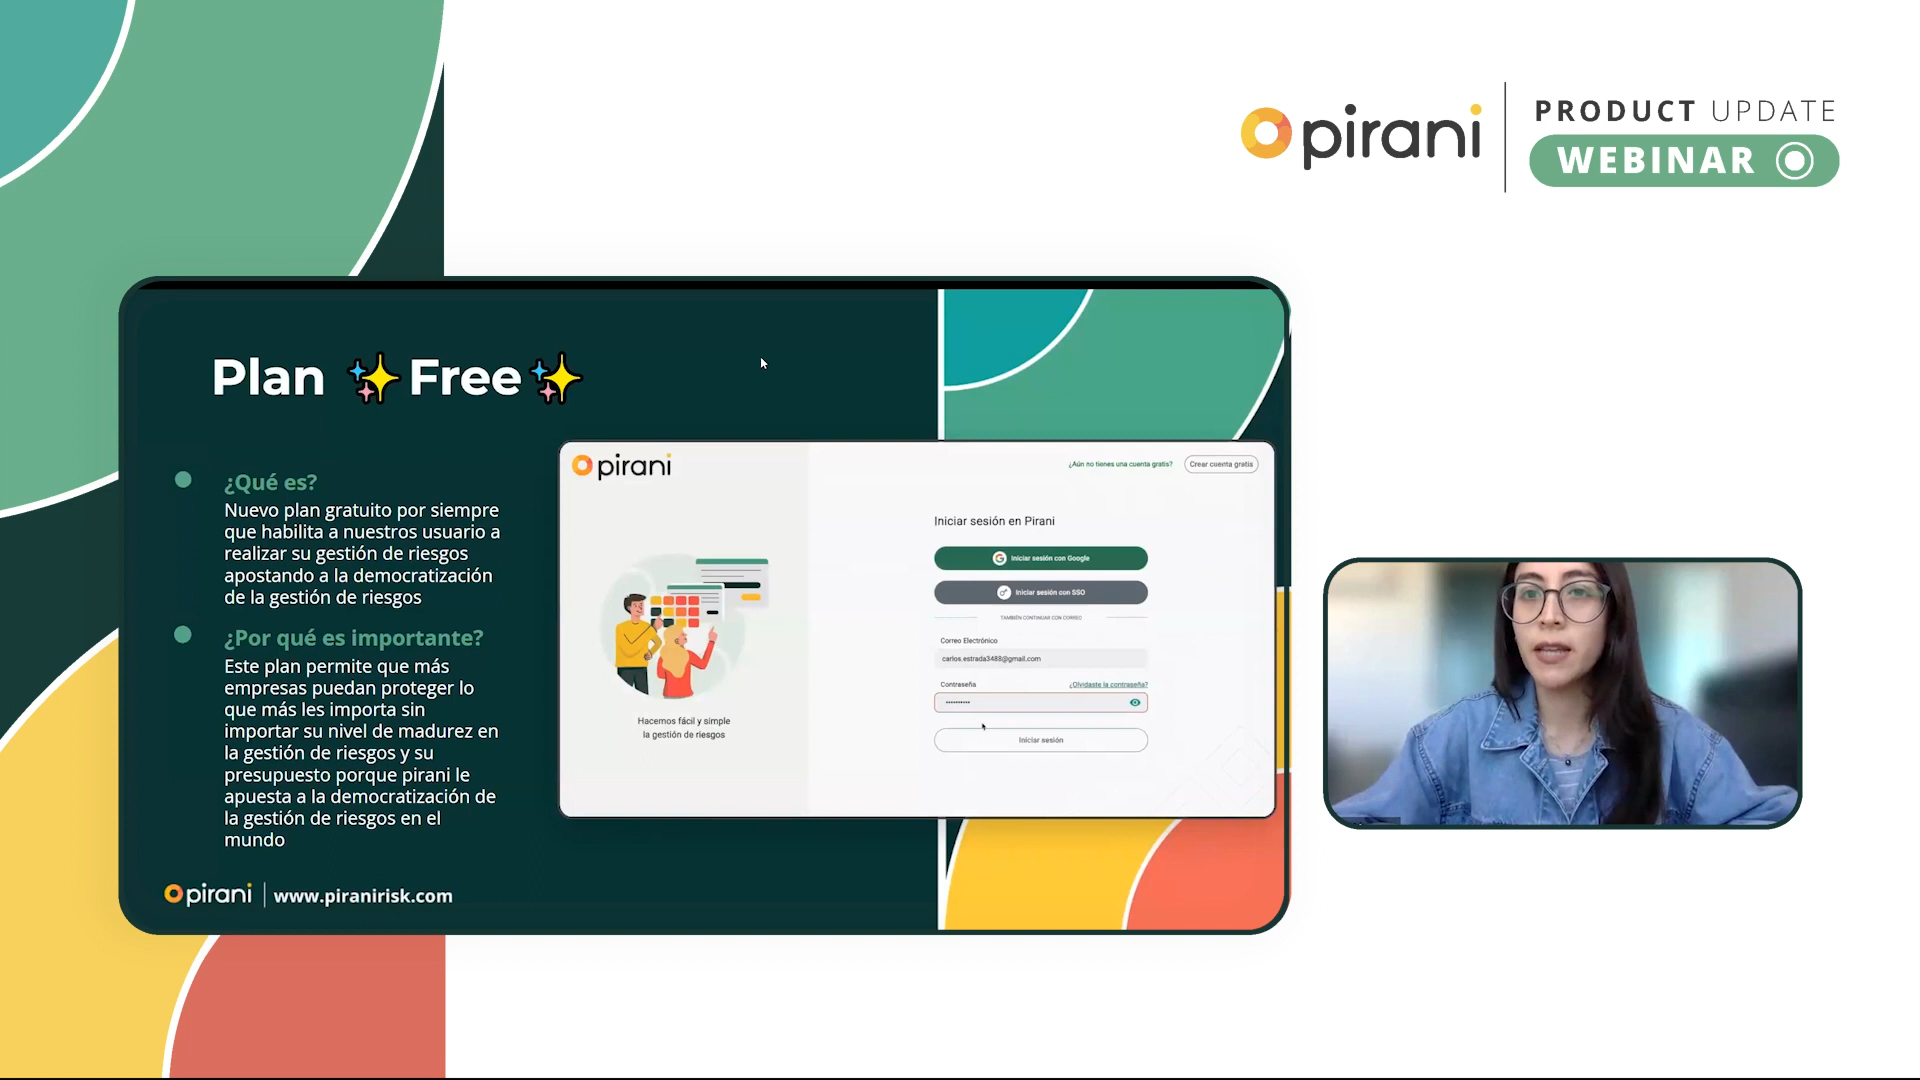 pirani
PRODUCT UPDATE
WEBINAR
Plan ✨Free✨
¿Qué es?
Nuevo plan gratuito por siempre
que habilita a nuestros usuario a
realizar su gestión de riesgos
apostando a la democratización
de la gestión de riesgos
¿Por qué es importante?
Este plan permite que más
empresas puedan proteger lo
que más les importa sin
importar su nivel de madurez en
la gestión de riesgos y su
presupuesto porque pirani le
apuesta a la democratización de
la gestión de riesgos en el
mundo
pirani
www.piranirisk.com
pirani
¿Aún no tienes una cuenta gratis?
Crear cuenta gratis
Hacemos fácil y simple
la gestión de riesgos
Iniciar sesión en Pirani
Iniciar sesión con Google
Iniciar sesión con SSO
TAMBIÉN CONTINUAR CON CORREO
Correo Electrónico
carlos.estrada3488@gmail.com
Contraseña
¿Olvidaste la contraseña?
Iniciar sesión